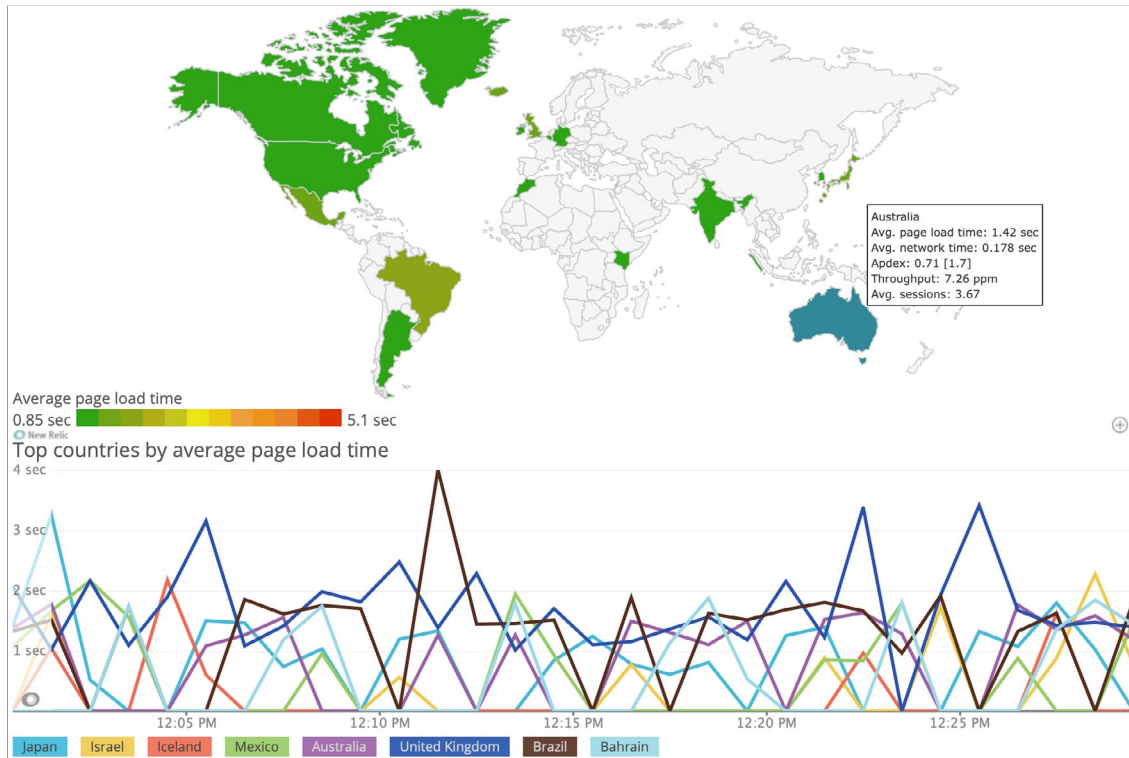 Australia
Avg. page load time: 1.42 sec
Avg. network time: 0.178 sec
Apdex: 0.71 [1.7]
Throughput: 7.26 ppm
Avg. sessions: 3.67
Average page load time
0.85 sec 5.1 sec
New Relic
Top countries by average page load time
4 sec
3 sec
2 sec
1 sec
12:05 PM 12:10 PM 12:15 PM 12:20 PM 12:25 PM
Japan Israel Iceland Mexico Australia United Kingdom Brazil Bahrain